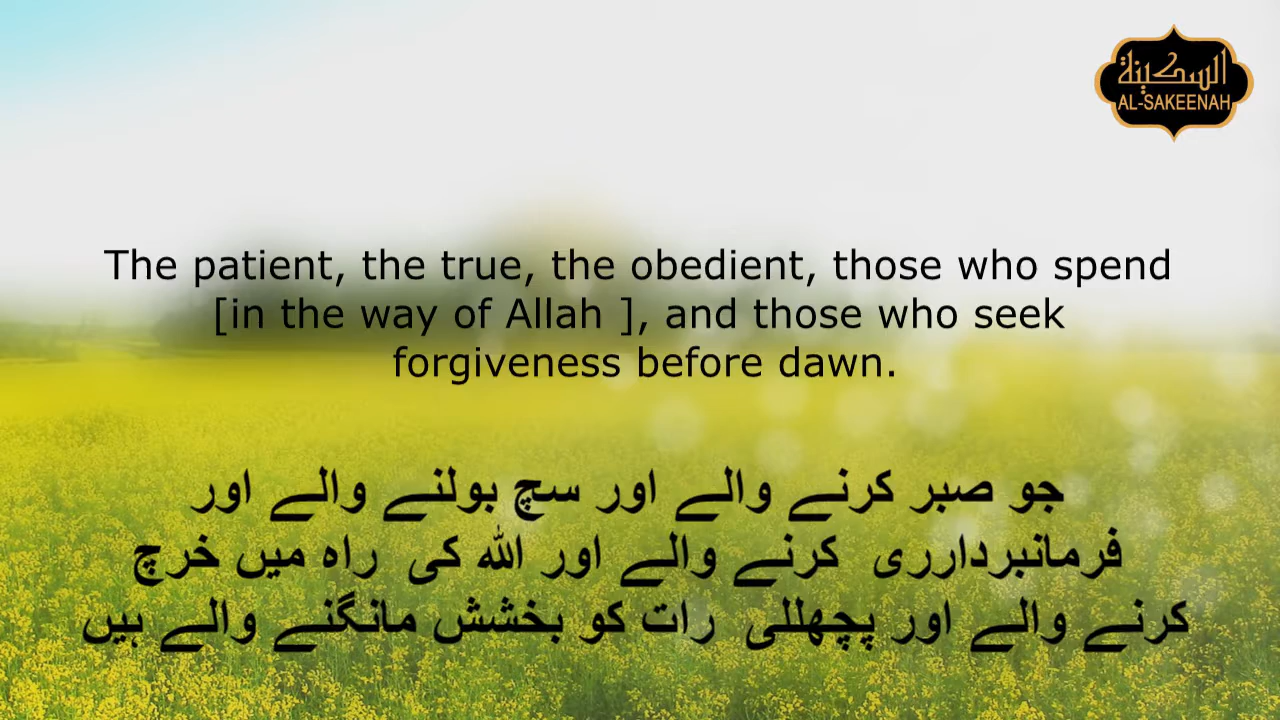 السكينة
AL-SAKEENAH
The patient, the true, the obedient, those who spend
[in the way of Allah ], and those who seek
forgiveness before dawn.
جو صبر کرنے والے اور سچ بولنے والے اور
فرمانبردارری کرنے والے اور الله کی راہ میں خرچ
کرنے والے اور پچھللی رات کو بخشش مانگنے والے ہیں